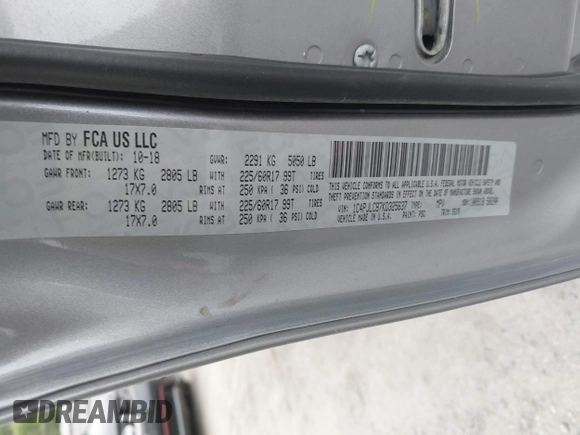 MFD BY FCA US LLC
DATE OF MFR(BUILT): 10-18 GVWR: 2291 KG 5050 LB
GAWR FRONT: 1273 KG 2805 LB WITH 225/60R17 99T TIRES
17X7.0 RIMS AT 250 KPA ( 36 PSI) COLD
GAWR REAR: 1273 KG 2805 LB WITH 225/60R17 99T TIRES
17X7.0 RIMS AT 250 KPA ( 36 PSI) COLD
THIS VEHICLE CONFORMS TO ALL APPLICABLE U.S.A. FEDERAL MOTOR VEHICLE SAFETY AND
THEFT PREVENTION STANDARDS IN EFFECT ON THE DATE OF MANUFACTURE SHOWN ABOVE.
VIN: TYPE: MPV
MADE IN U.S.A. PAINT: PSC
DREAMBID